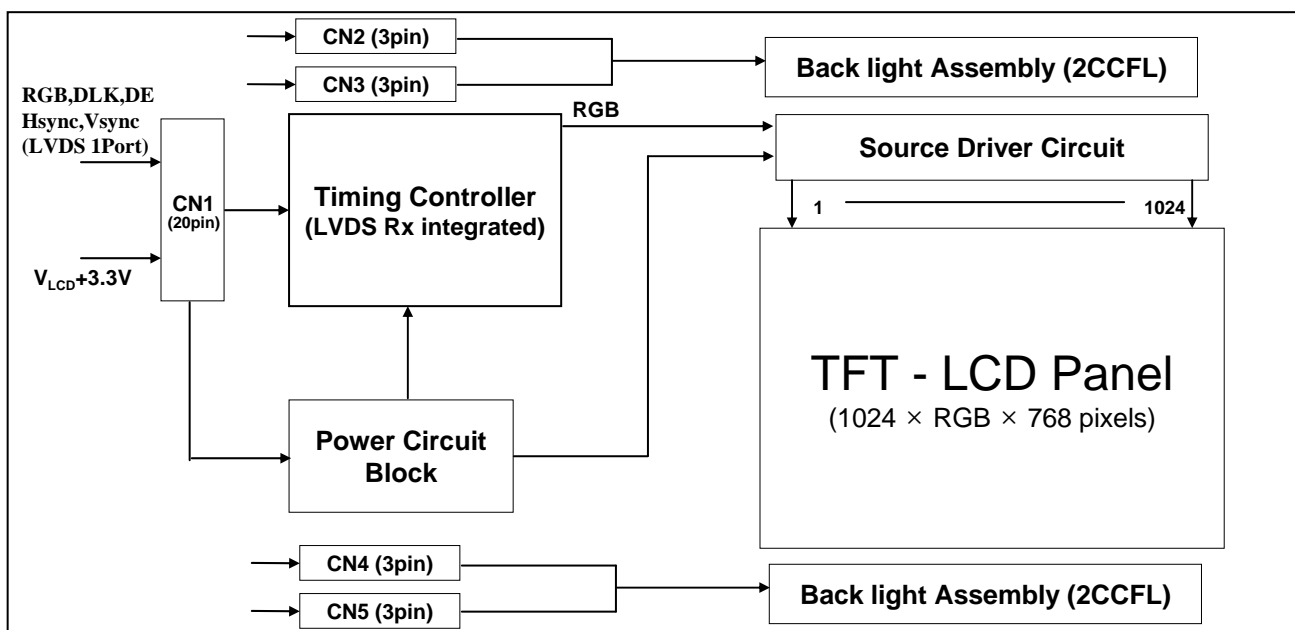 CN2 (3pin)
CN3 (3pin)
Back light Assembly (2CCFL)
RGB,DLK,DE
Hsync,Vsync
(LVDS 1Port)
CN1
(20pin)
VLCD+3.3V
Timing Controller
(LVDS Rx integrated)
RGB
Source Driver Circuit
1
1024
TFT - LCD Panel
(1024 × RGB × 768 pixels)
Power Circuit
Block
CN4 (3pin)
CN5 (3pin)
Back light Assembly (2CCFL)